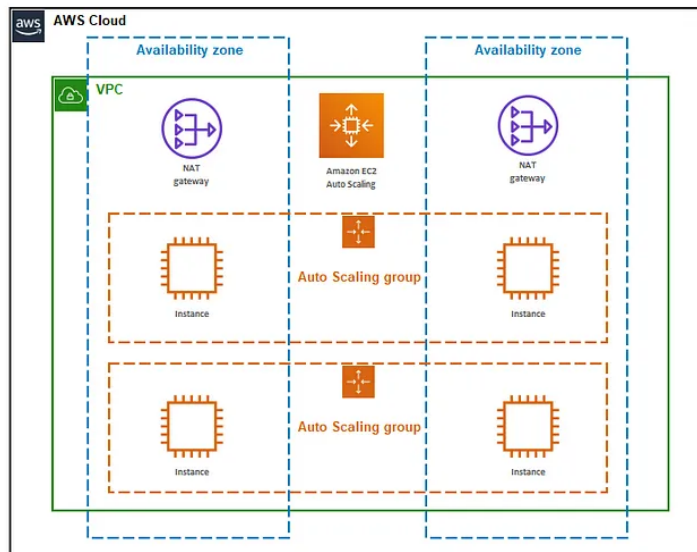 aws
AWS Cloud
Availability zone
Availability zone
VPC
NAT
gateway
Amazon EC2
Auto Scaling
NAT
gateway
Auto Scaling group
Instance
Instance
Auto Scaling group
Instance
Instance